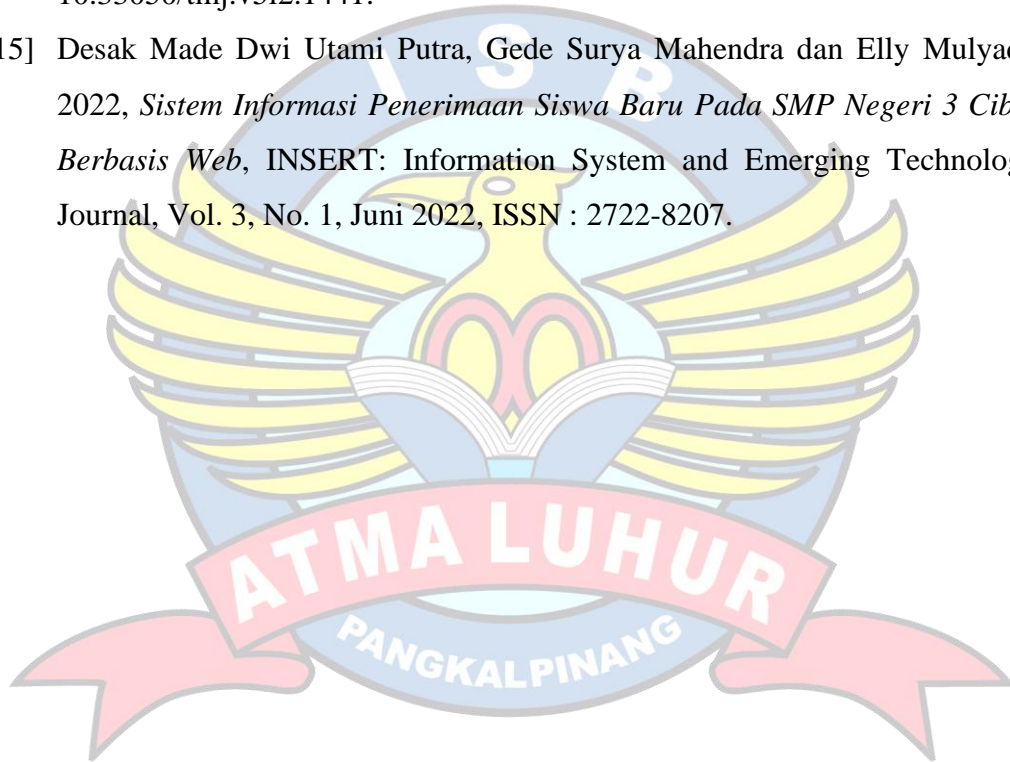 15] Desak Made Dwi Utami Putra, Gede Surya Mahendra dan Elly
2022, Sistem Informasi Penerimaan Siswa Baru Pada SMP Negeri 3 Cib
Berbasis Web, INSERT: Information System and Emerging Technolog
Journal, Vol. 3, No. 1, Juni 2022, ISSN : 2722-8207.
I S B
ATMA LUHUR
PANGKALPINANG